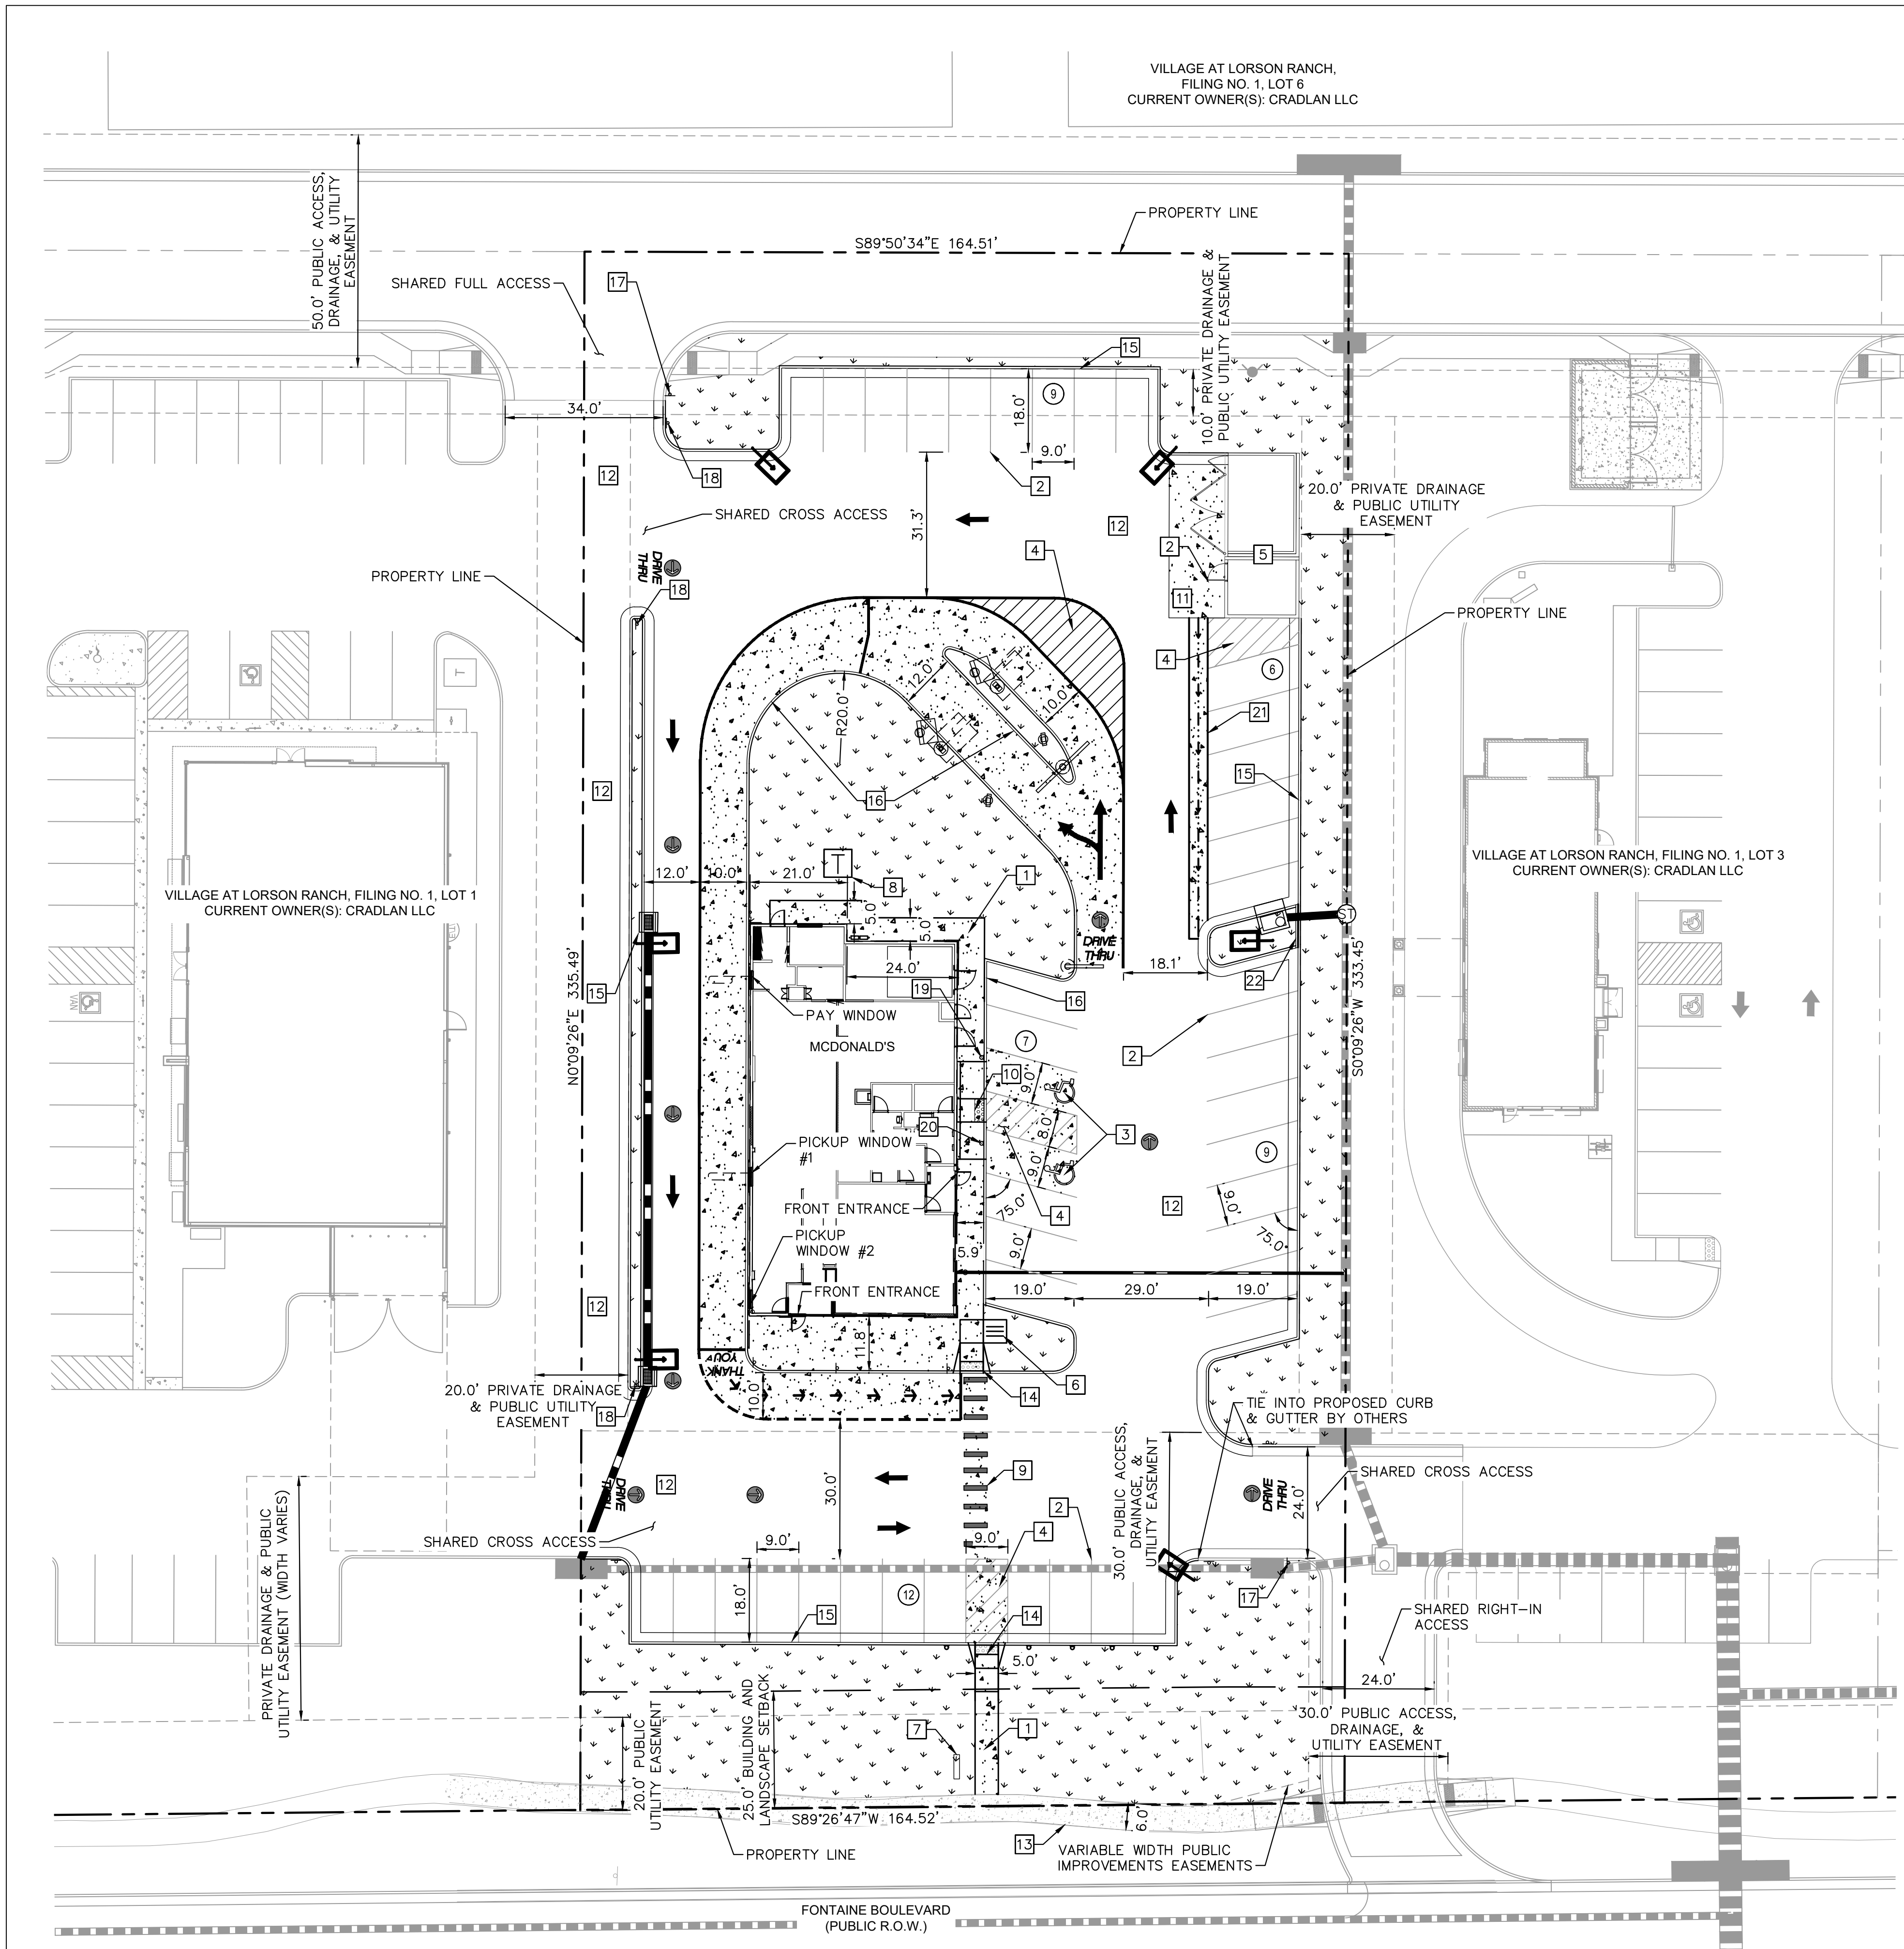 VILLAGE AT LORSON RANCH,
FILING NO. 1, LOT 6
CURRENT OWNER(S): CRADLAN LLC
50.0' PUBLIC ACCESS,
DRAINAGE, & UTILITY
EASEMENT
PROPERTY LINE
S89°50'34"E 164.51'
SHARED FULL ACCESS
17
10.0' PRIVATE DRAINAGE &
PUBLIC UTILITY EASEMENT
15
9
18.0'
34.0'
9.0'
12
18
2
20.0' PRIVATE DRAINAGE
& PUBLIC UTILITY
EASEMENT
SHARED CROSS ACCESS
31.3'
12
4
2
5
DRIVE
THRU
PROPERTY LINE
18
11
PROPERTY LINE
4
6
12.0'
10.0'
R20.0'
21
15
12
16
VILLAGE AT LORSON RANCH, FILING NO. 1, LOT 1
CURRENT OWNER(S): CRADLAN LLC
VILLAGE AT LORSON RANCH, FILING NO. 1, LOT 3
CURRENT OWNER(S): CRADLAN LLC
T
12.0'
10.0'
21.0'
T
8
1
5.0'
5.0'
ST
DRIVE
THRU
24.0'
18.1'
22
15
19
16
VAN
PAY WINDOW
MCDONALD'S
N0°09'26"E 335.49'
S0°09'26"W 333.45'
7
2
10
9.0'
20
8.0'
3
9.0'
PICKUP WINDOW
#1
9
FRONT ENTRANCE
75.0°
4
12
9.0'
75.0°
PICKUP
WINDOW #2
5.9'
9.0'
FRONT ENTRANCE
19.0'
29.0'
19.0'
12
11.8
THANK
YOU
6
14
20.0' PRIVATE DRAINAGE
& PUBLIC UTILITY
EASEMENT
18
10.0'
TIE INTO PROPOSED CURB
& GUTTER BY OTHERS
30.0' PUBLIC ACCESS,
DRAINAGE, &
UTILITY EASEMENT
30.0'
9
SHARED CROSS ACCESS
24.0'
DRIVE
THRU
12
DRIVE
THRU
PRIVATE DRAINAGE & PUBLIC
UTILITY EASEMENT (WIDTH VARIES)
SHARED CROSS ACCESS
2
4
9.0'
9.0'
12
18.0'
15
14
17
SHARED RIGHT-IN
ACCESS
5.0'
24.0'
20.0' PUBLIC
UTILITY EASEMENT
25.0' BUILDING AND
LANDSCAPE SETBACK
7
1
30.0' PUBLIC ACCESS,
DRAINAGE, &
UTILITY EASEMENT
S89°26'47"W 164.52'
6.0'
13
PROPERTY LINE
VARIABLE WIDTH PUBLIC
IMPROVEMENTS EASEMENTS
FONTAINE BOULEVARD
(PUBLIC R.O.W.)